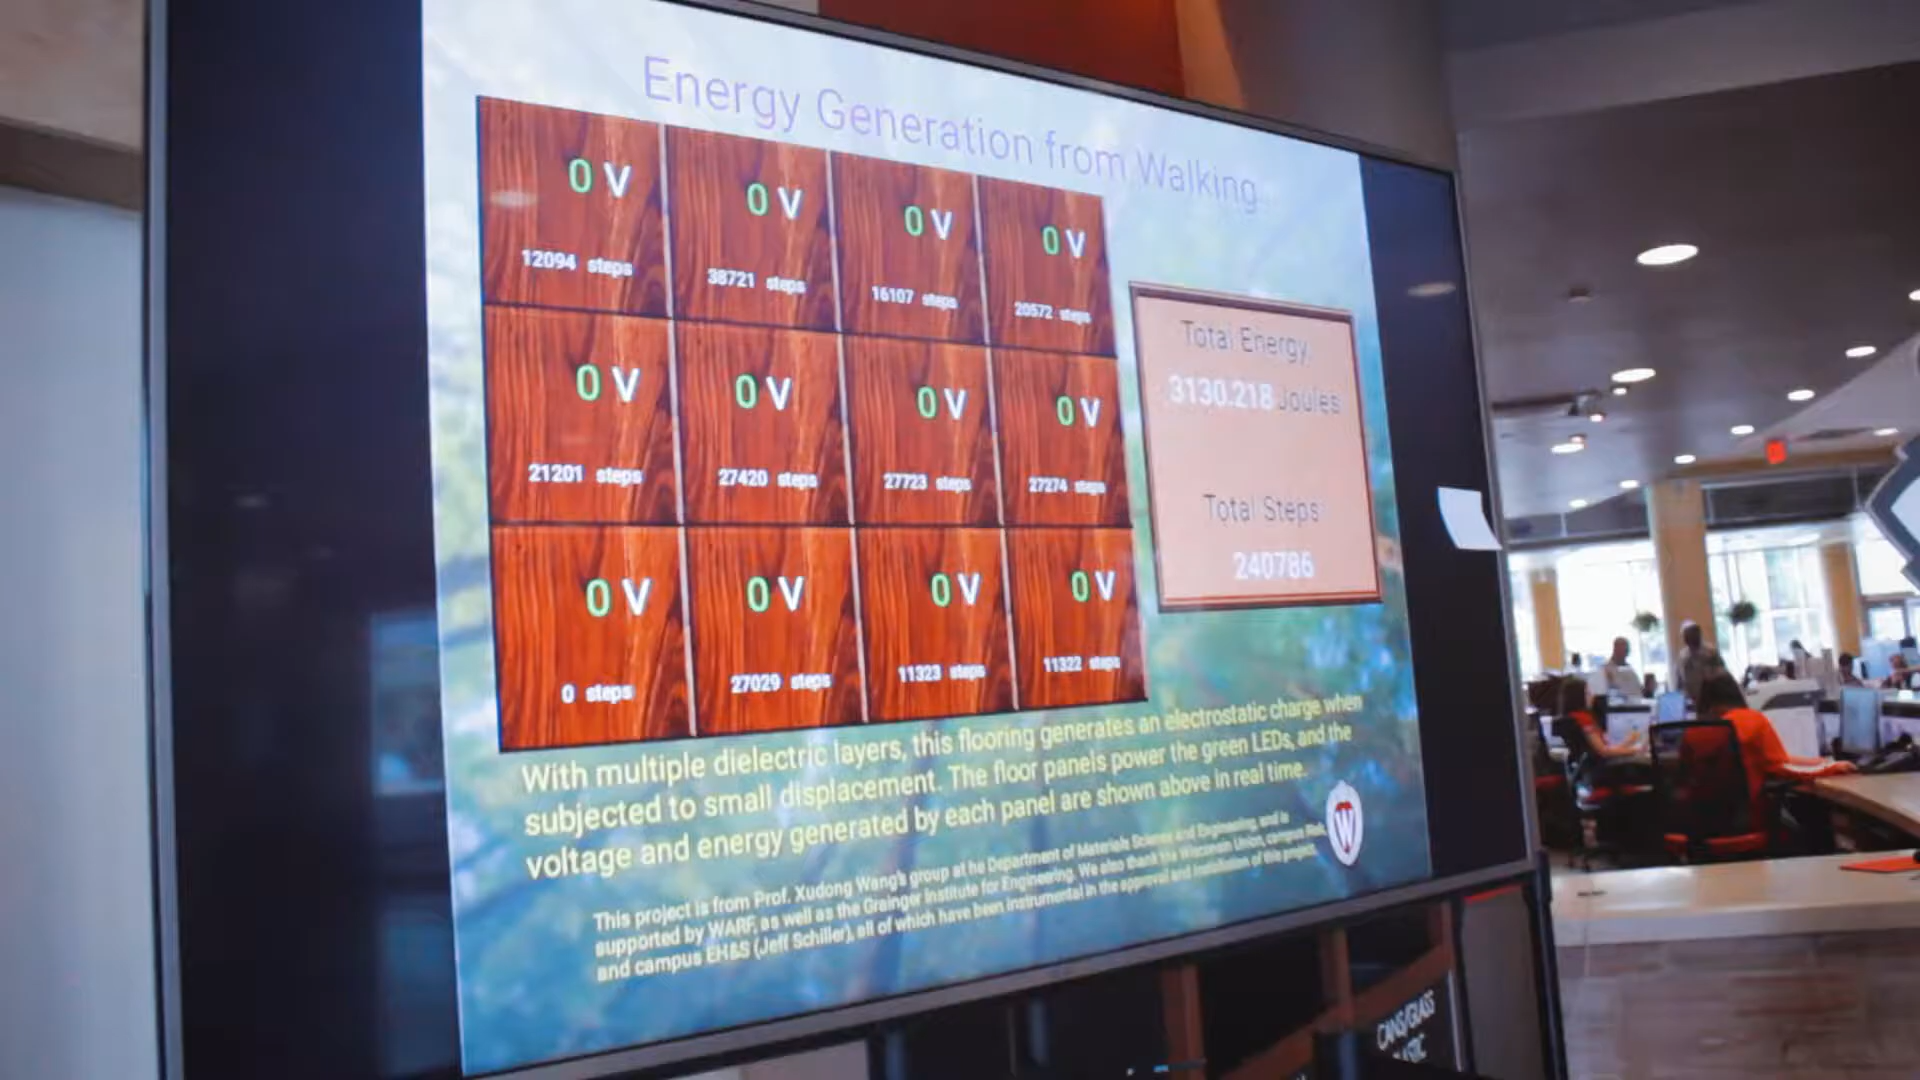 Energy Generation from Walking
0 V
0 V
0 V
0 V
12094 steps
38721 steps
16107 steps
20572 steps
0 V
0 V
0 V
0 V
21201 steps
27420 steps
27723 steps
27274 steps
0 V
0 V
0 V
0 V
0 steps
27029 steps
11323 steps
11322 steps
Total Energy
3130.218 Joules
Total Steps
240786
With multiple dielectric layers, this flooring generates an electrostatic charge when
subjected to small displacement. The floor panels power the green LEDs, and the
voltage and energy generated by each panel are shown above in real time.
This project is from Prof. Xudong Wang's group at he Department of Materials Science and Engineering, and is
supported by WARF, as well as the Grainger Institute for Engineering. We also thank the Wisconsin Union, campus Risk,
and campus EH&S (Jeff Schiller), all of which have been instrumental in the approval and installation of this project.
W
CANS/GLASS